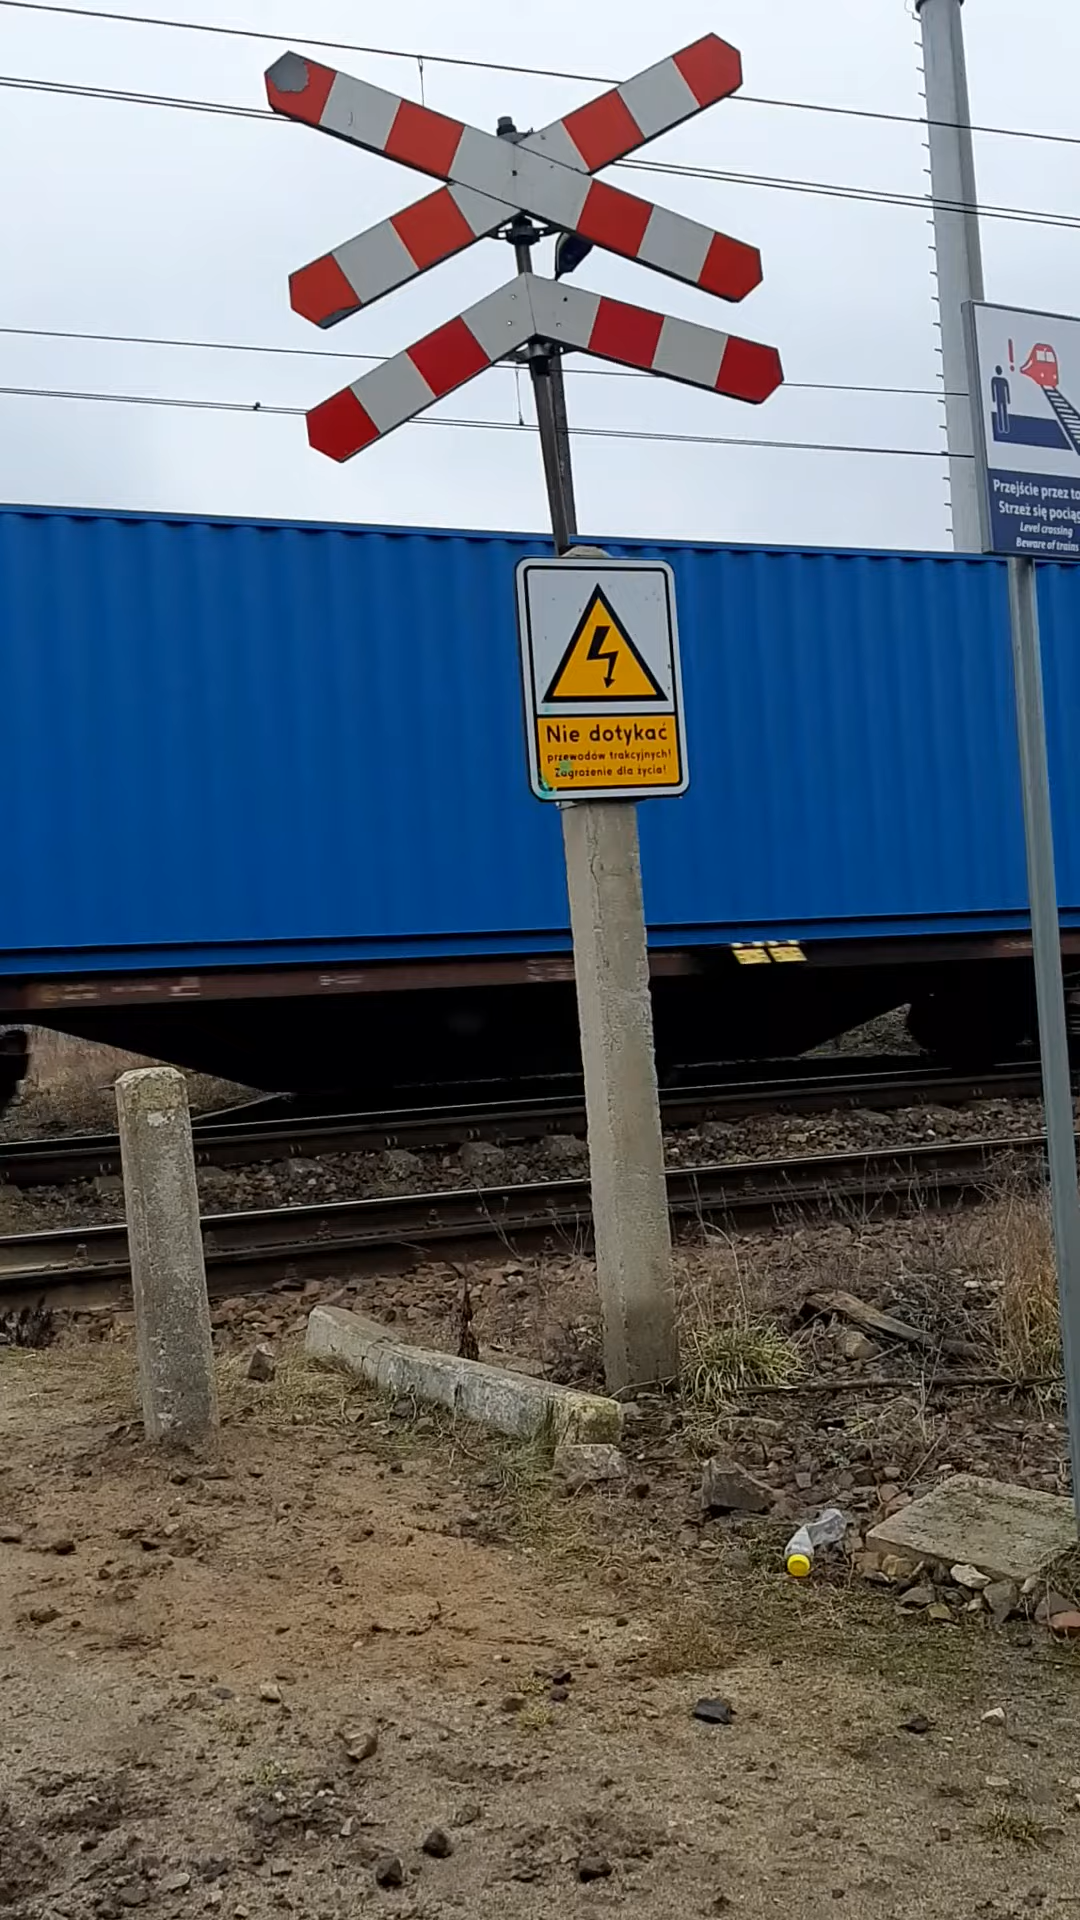 Nie dotykać
przewodów trakcyjnych!
Zagrożenie dla życia!
Przejście przez to
Strzeż się pociąg
Level crossing
Beware of trains